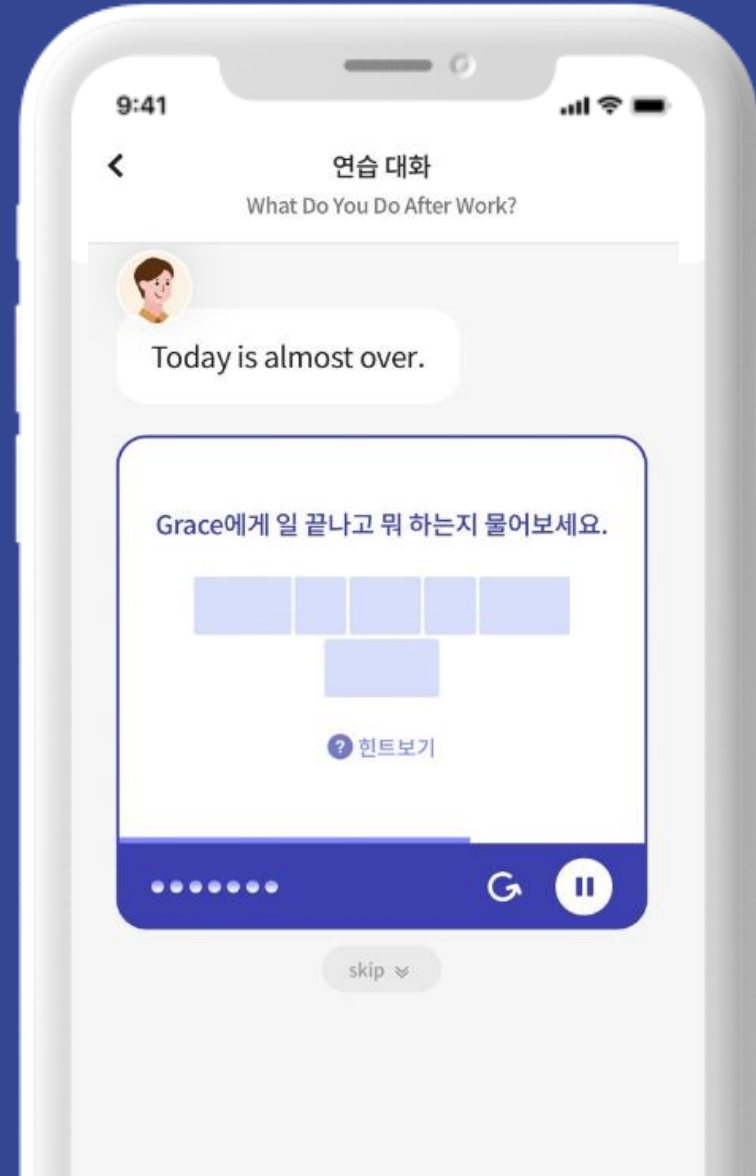 9:41
연습 대화
What Do You Do After Work?
Today is almost over.
Grace에게 일 끝나고 뭐 하는지 물어보세요.
? 힌트보기
skip